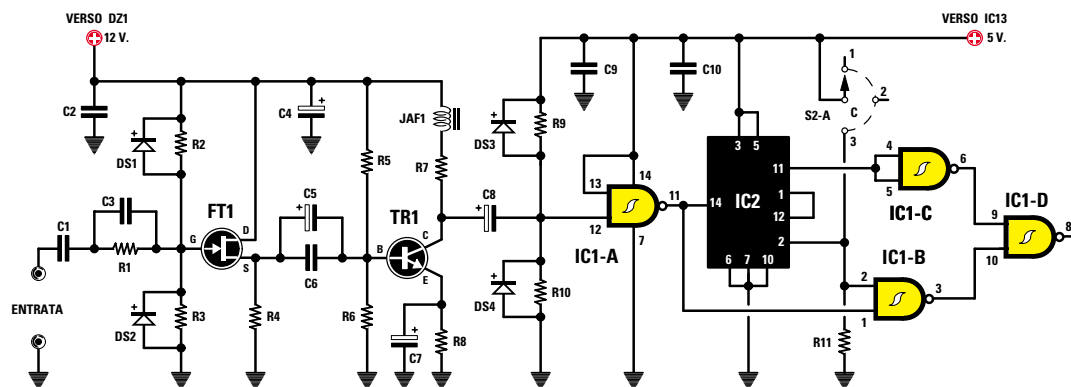 VERSO DZ1
12 V.
VERSO IC13
5 V.
C2
DS1
R2
C4
R5
JAF1
R7
DS3
R9
C9
C10
S2-A
1
C
2
3
C1
C3
R1
G
FT1
D
S
C5
C6
B
TR1
C
E
C8
13
14
12
11
7
IC1-A
3
5
14
IC2
11
1
12
2
6
7
10
4
5
6
IC1-C
IC1-D
9
10
8
IC1-B
2
1
3
ENTRATA
DS2
R3
R4
R6
C7
R8
DS4
R10
R11